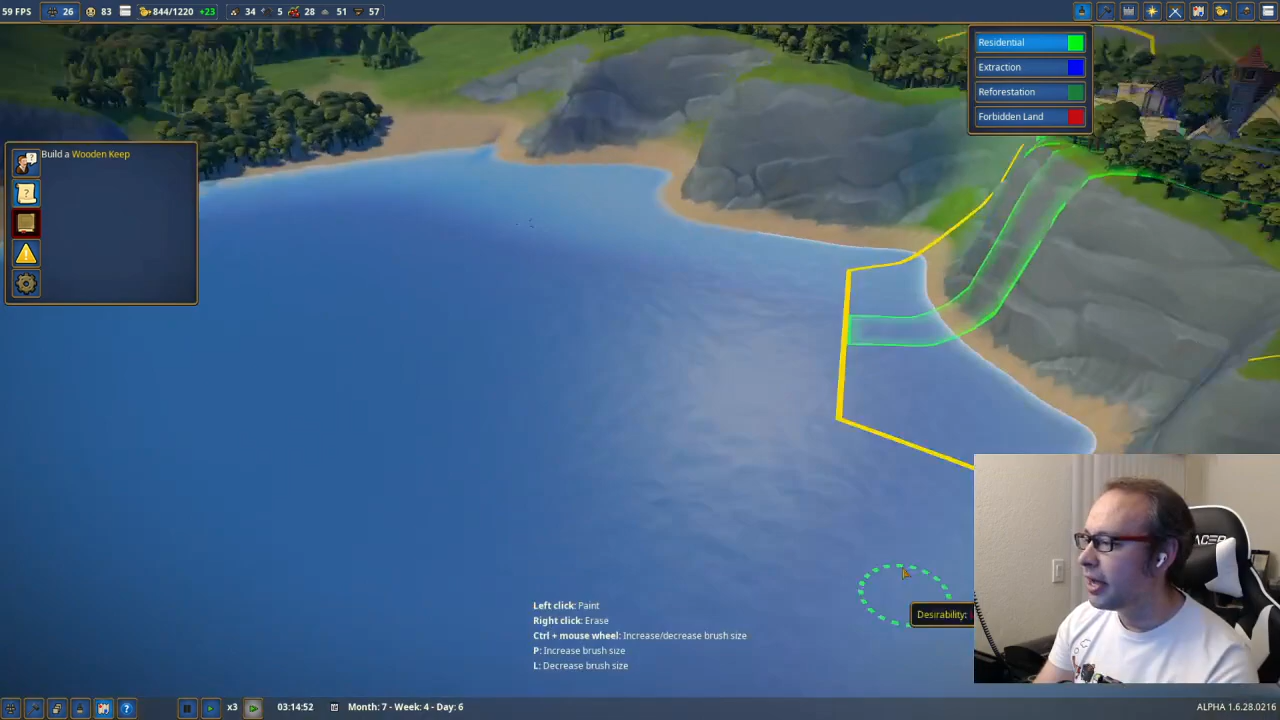 59 FPS 26 83 844/1220 +23 34 5 28 51 57
Residential
Extraction
Reforestation
Forbidden Land
Build a Wooden Keep
Desirability:
Left click: Paint
Right click: Erase
Ctrl + mouse wheel: Increase/decrease brush size
P: Increase brush size
L: Decrease brush size
x3 03:14:52 Month: 7 - Week: 4 - Day: 6
ALPHA 1.6.28.0216